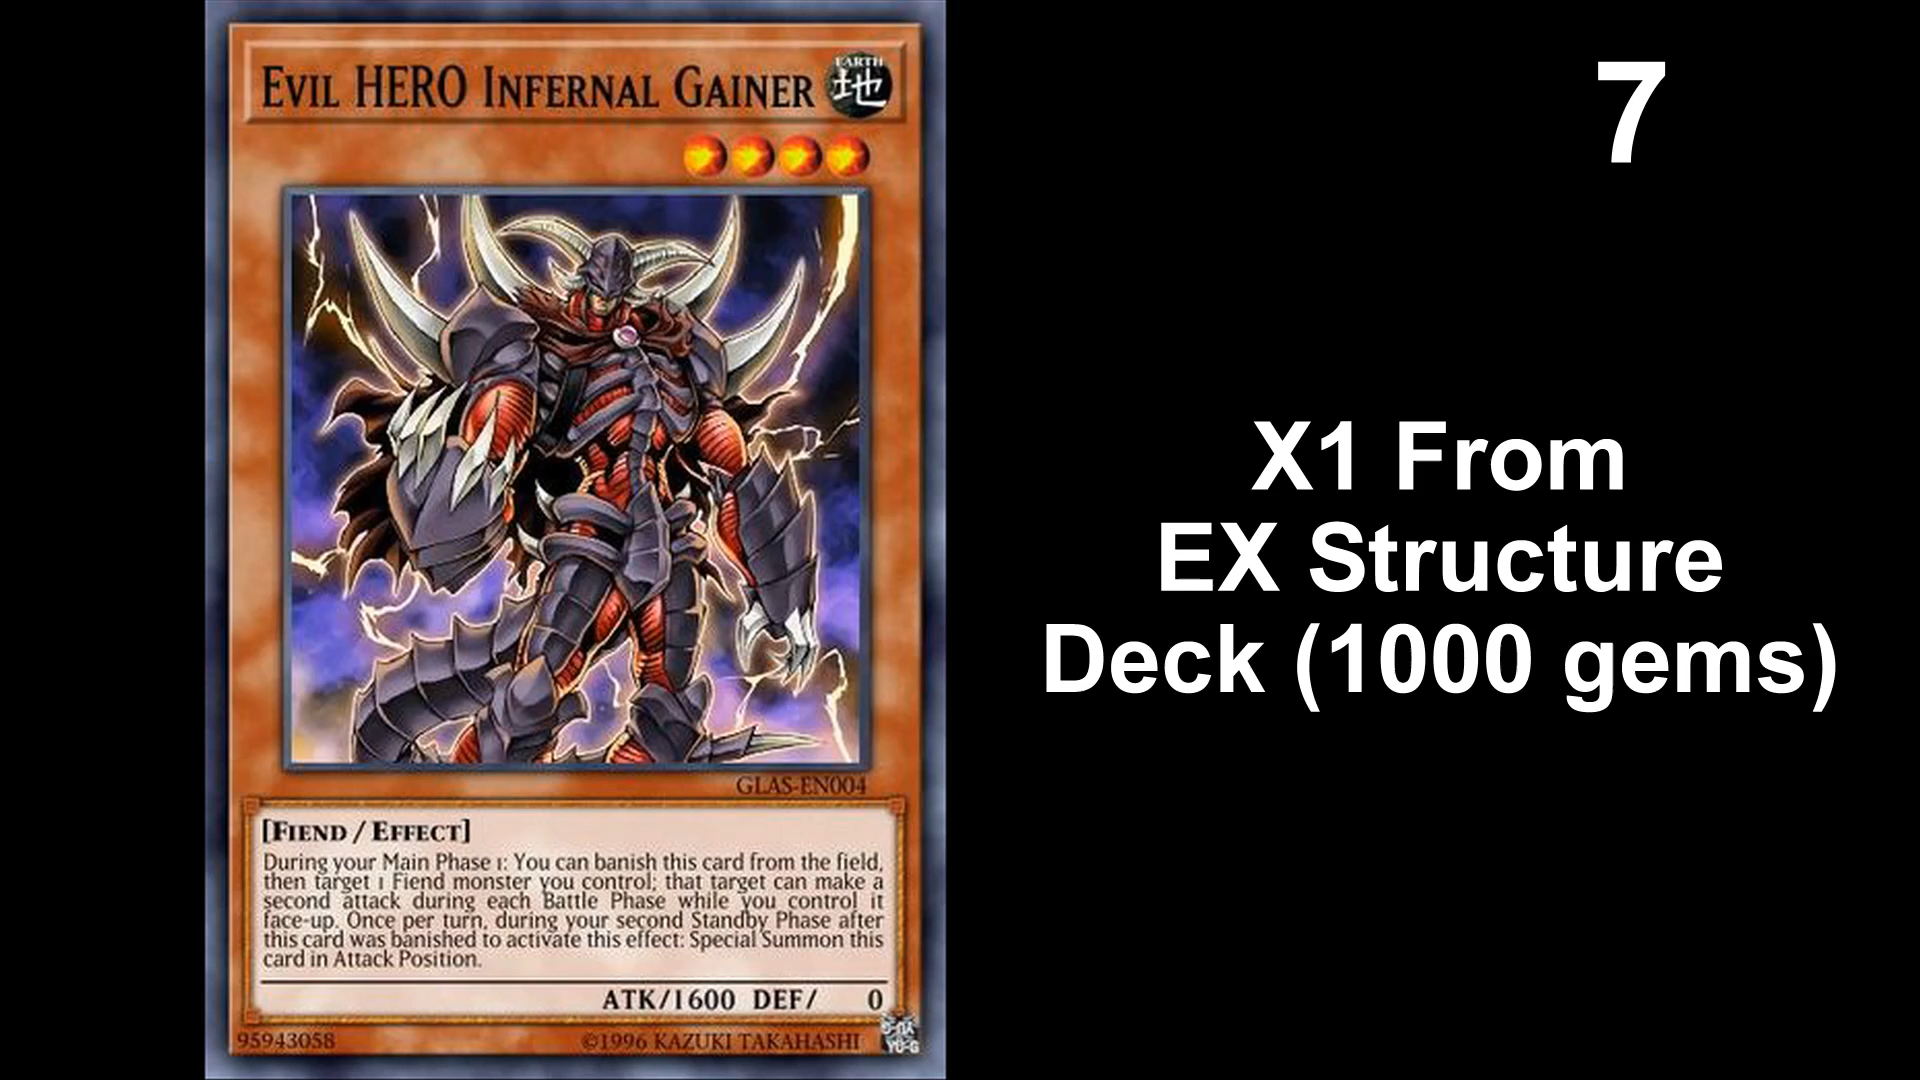 Evil HERO Infernal Gainer
EARTH
地
7
X1 From
EX Structure
Deck (1000 gems)
GLAS-EN004
[Fiend / Effect]
During your Main Phase 1: You can banish this card from the field,
then target 1 Fiend monster you control; that target can make a
second attack during each Battle Phase while you control it
face-up. Once per turn, during your second Standby Phase after
this card was banished to activate this effect: Special Summon this
card in Attack Position.
ATK/1600 DEF/ 0
95943058
©1996 KAZUKI TAKAHASHI